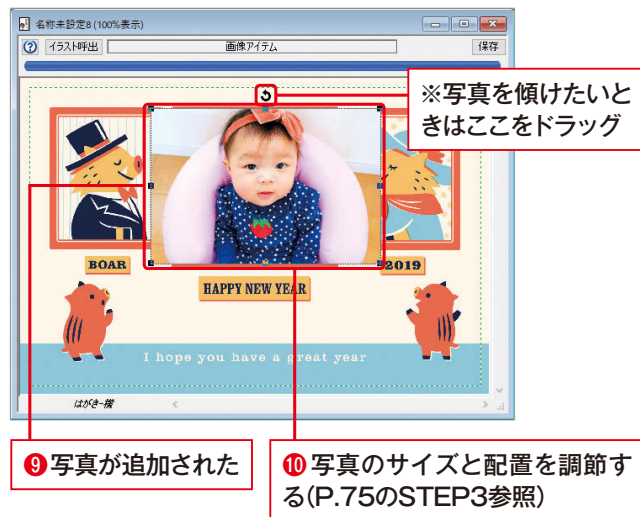 名称未設定8(100%表示)
イラスト呼出 画像アイテム 保存
※写真を傾けたいと
きはここをドラッグ
BOAR 2019
HAPPY NEW YEAR
I hope you have a great year
はがき-横
❾写真が追加された
❿写真のサイズと配置を調節す
る(P.75のSTEP3参照)